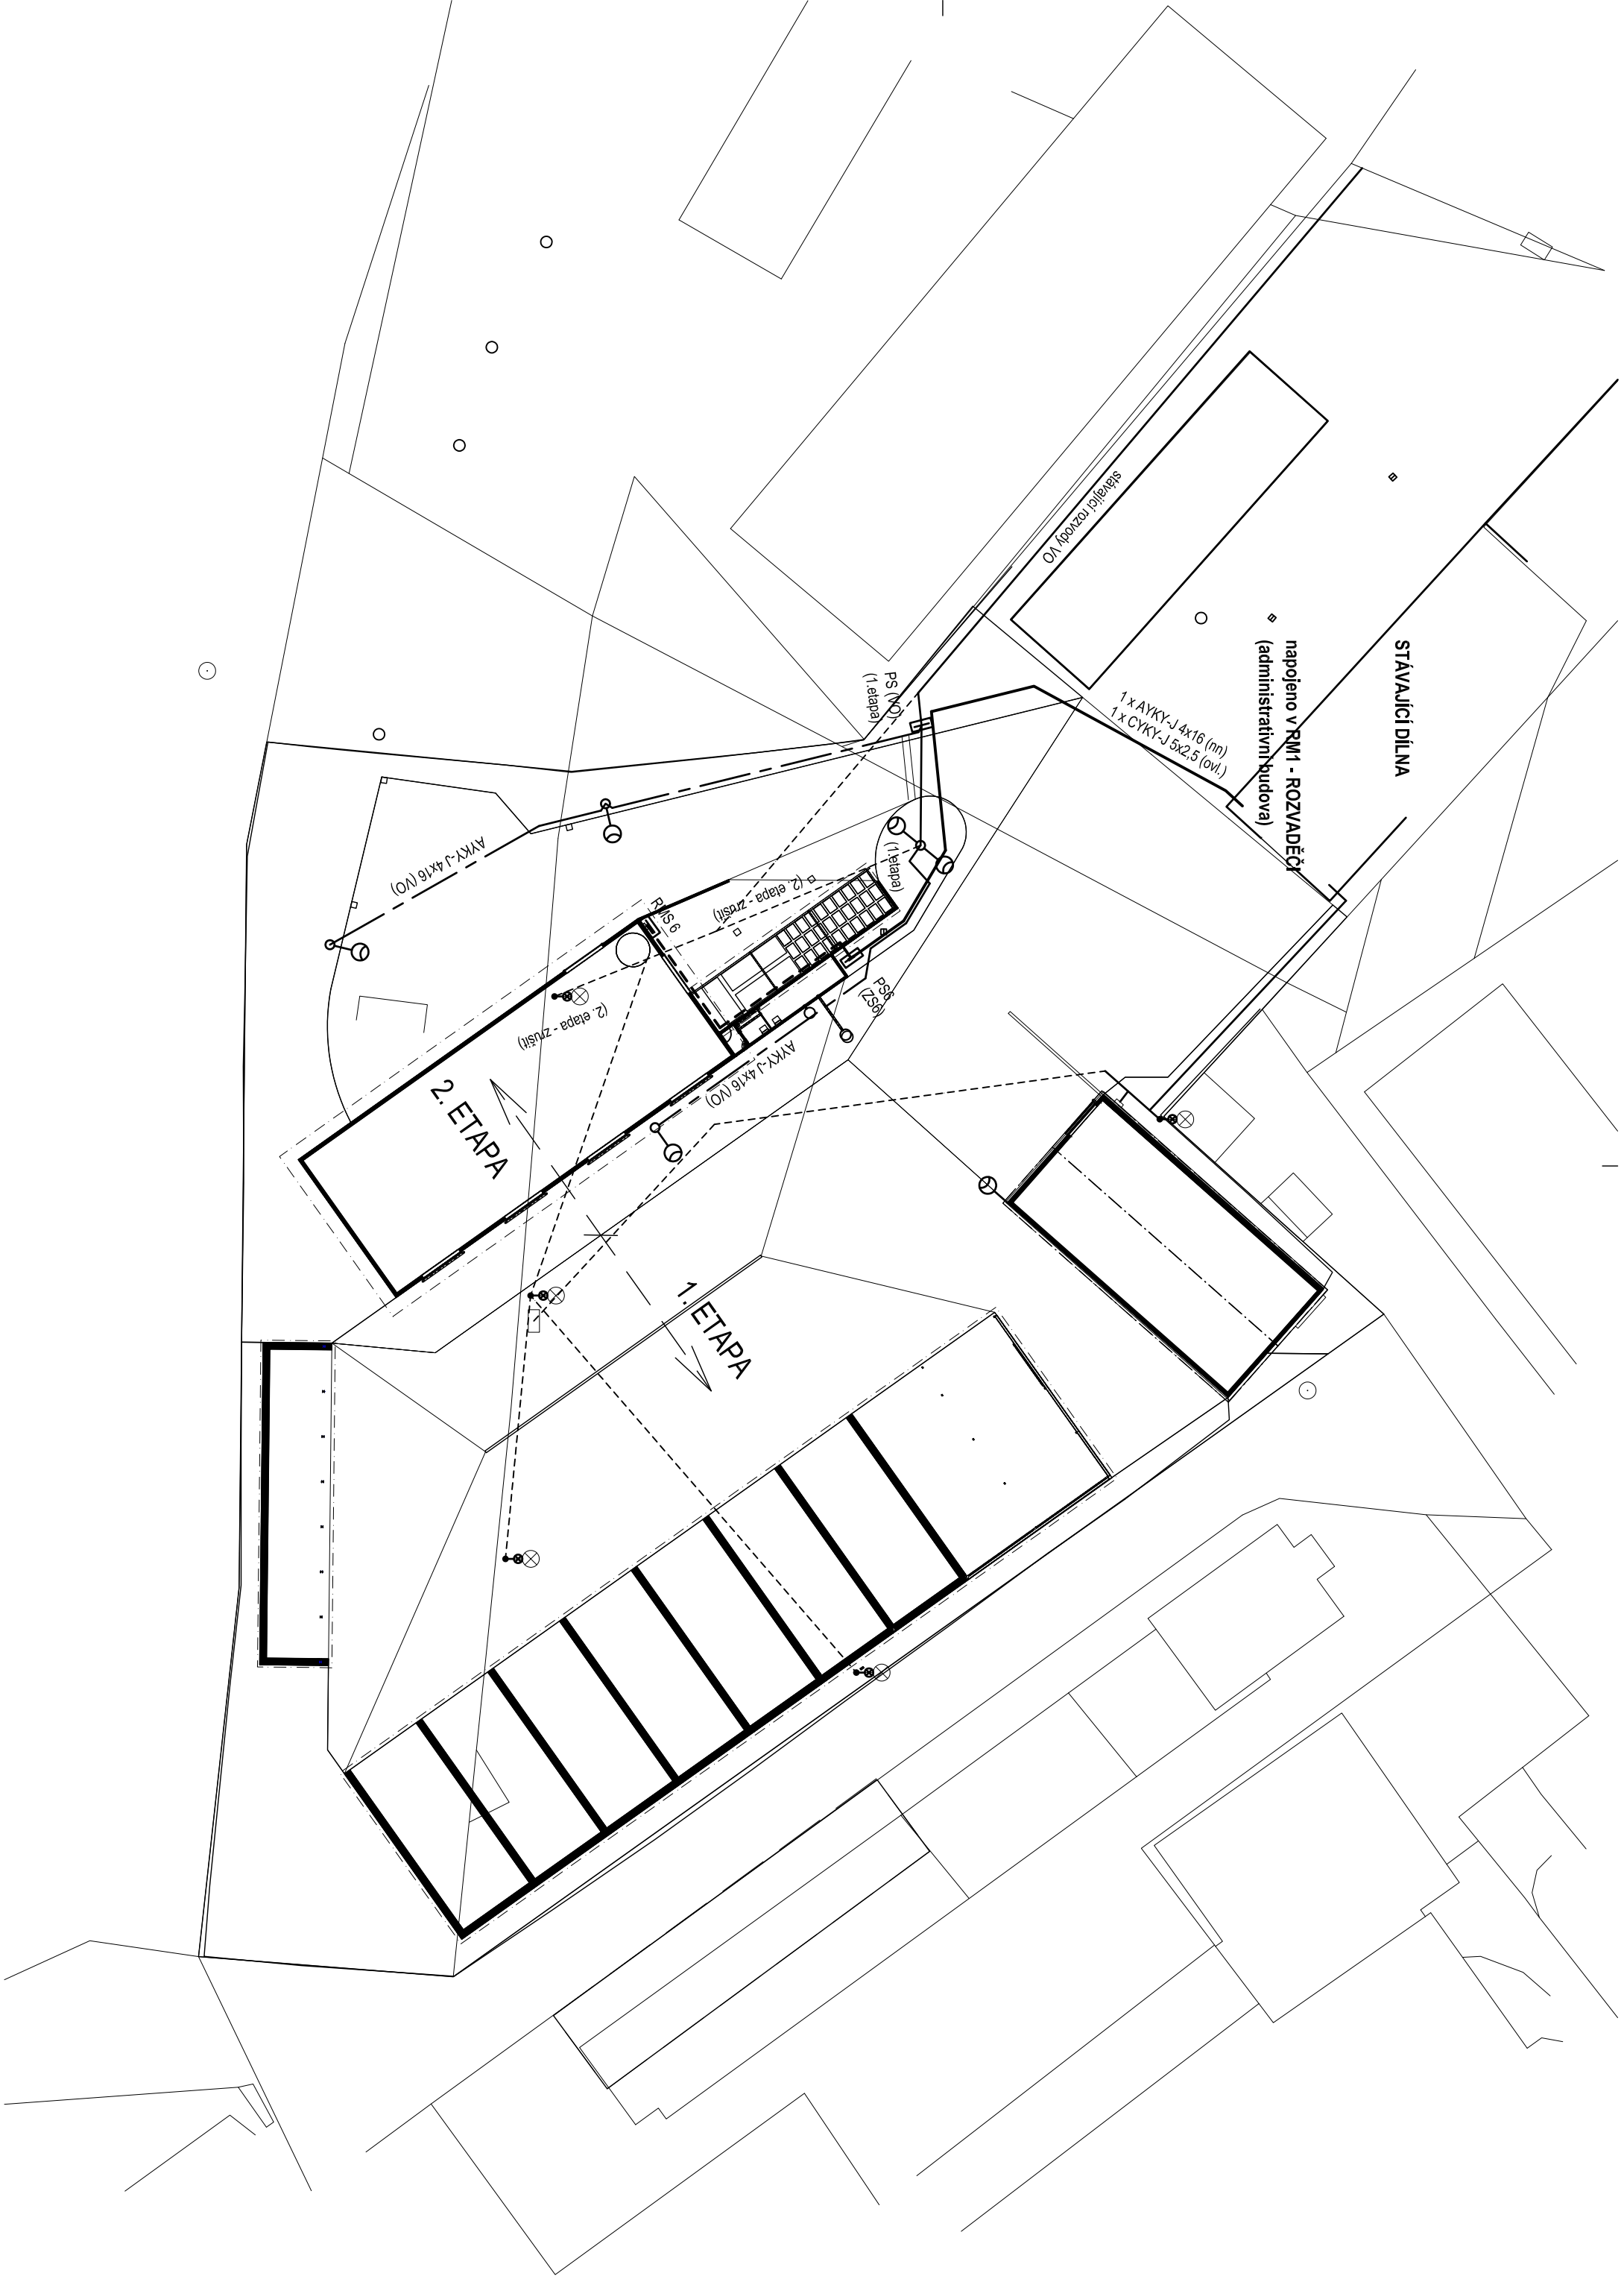 stávající rozvody VO
STÁVAJÍCÍ DÍLNA
napojeno v RM1 - ROZVADĚČI
(administrativní budova)
1 x AYKY-J 4x16 (nn)
1 x CYKY-J 5x2,5 (ovl.)
PS (VO)
(1.etapa)
(1.etapa)
AYKY-J 4x16 (VO)
(2. etapa - zrušit)
RMS 6
PS6
(ZS6)
(2. etapa - zrušit)
AYKY-J 4x16 (VO)
2. ETAPA
1. ETAPA